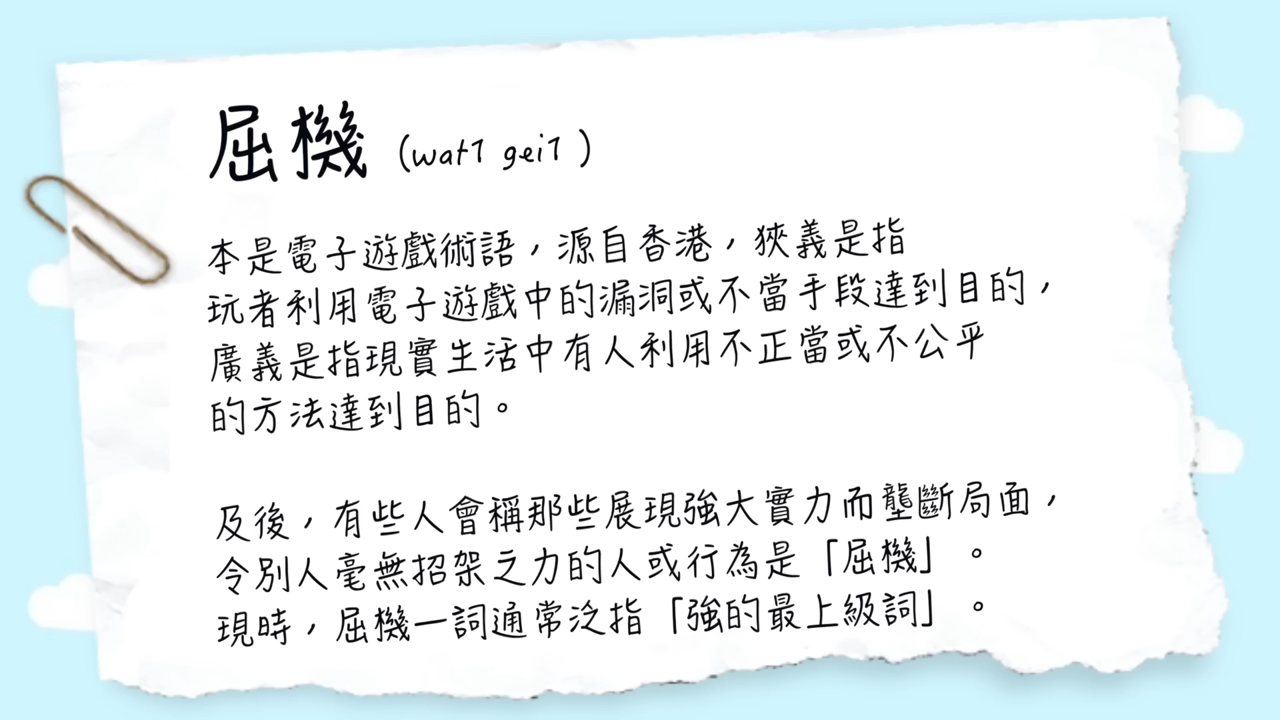 屈機 (wat1 gei1 )
本是電子遊戲術語，源自香港，狹義是指
玩者利用電子遊戲中的漏洞或不當手段達到目的，
廣義是指現實生活中有人利用不正當或不公平
的方法達到目的。
及後，有些人會稱那些展現強大實力而壟斷局面，
令別人毫無招架之力的人或行為是「屈機」。
現時，屈機一詞通常泛指「強的最上級詞」。